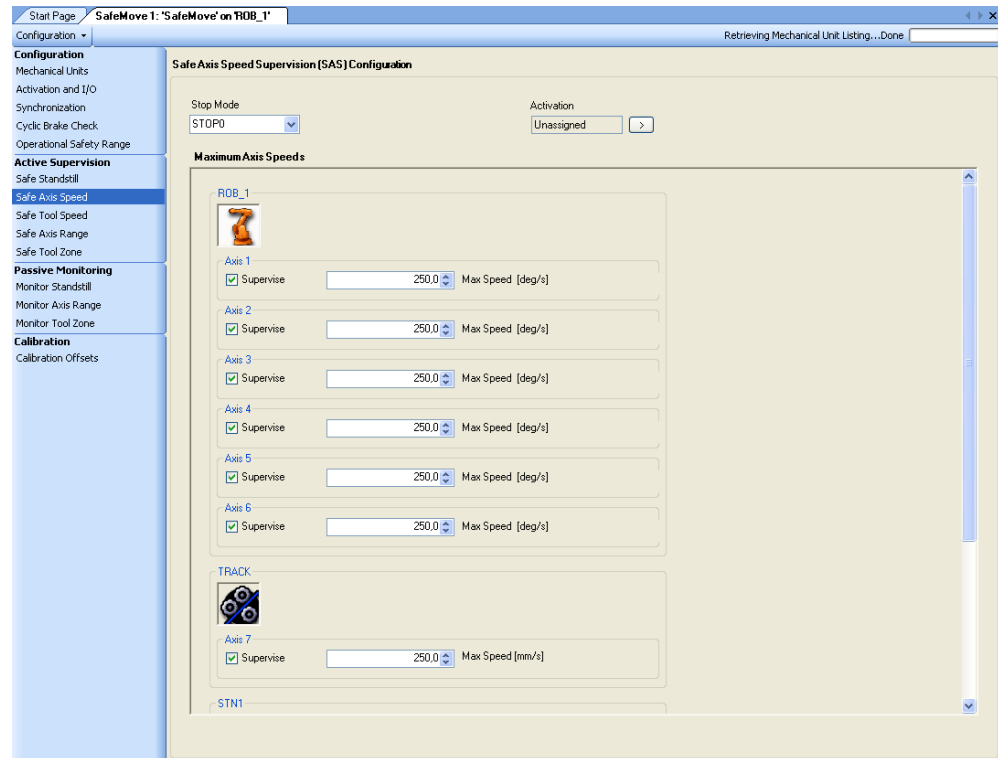 Start Page
SafeMove 1: 'SafeMove' on 'ROB_1'
Configuration
Retrieving Mechanical Unit Listing...Done
Configuration
Mechanical Units
Activation and I/O
Synchronization
Cyclic Brake Check
Operational Safety Range
Active Supervision
Safe Standstill
Safe Axis Speed
Safe Tool Speed
Safe Axis Range
Safe Tool Zone
Passive Monitoring
Monitor Standstill
Monitor Axis Range
Monitor Tool Zone
Calibration
Calibration Offsets
Safe Axis Speed Supervision (SAS) Configuration
Stop Mode
STOP0
Activation
Unassigned >
Maximum Axis Speeds
ROB_1
Axis 1
Supervise 250,0 Max Speed [deg/s]
Axis 2
Supervise 250,0 Max Speed [deg/s]
Axis 3
Supervise 250,0 Max Speed [deg/s]
Axis 4
Supervise 250,0 Max Speed [deg/s]
Axis 5
Supervise 250,0 Max Speed [deg/s]
Axis 6
Supervise 250,0 Max Speed [deg/s]
TRACK
Axis 7
Supervise 250,0 Max Speed [mm/s]
STN1